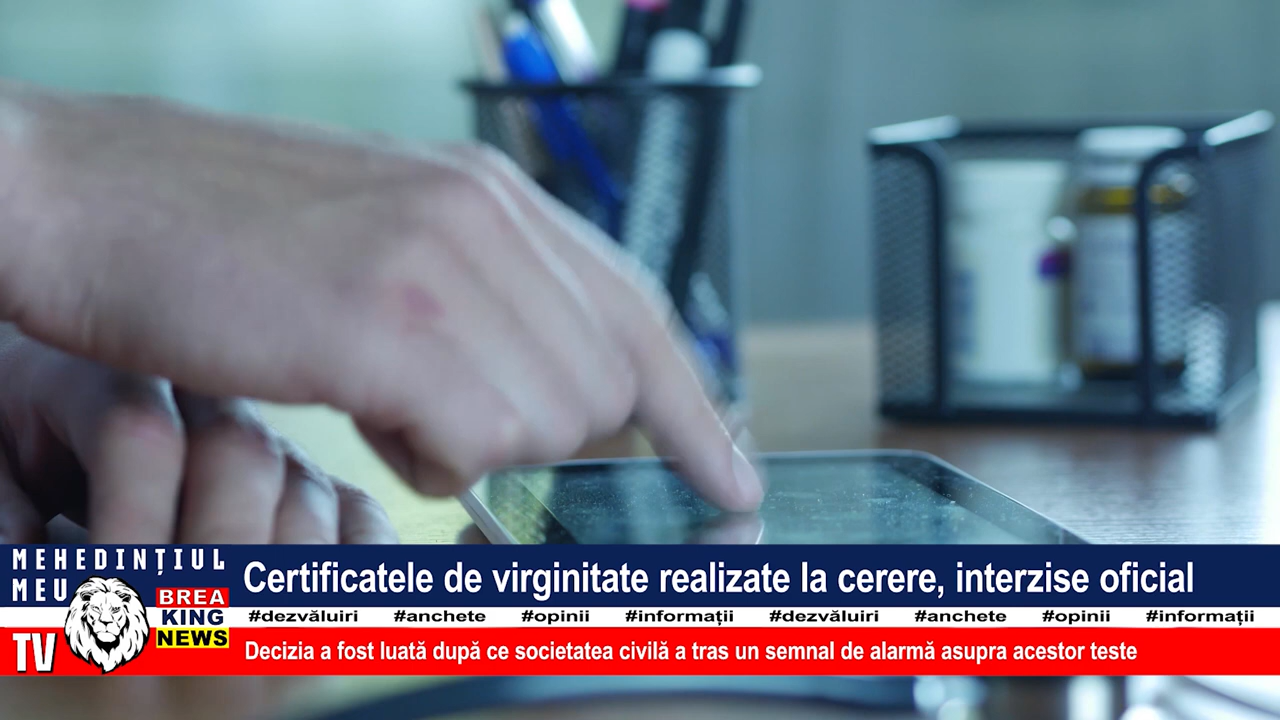 MEHEDINȚIUL
MEU
TV
BREA
KING
NEWS
Certificatele de virginitate realizate la cerere, interzise oficial
#dezvăluiri #anchete #opinii #informații #dezvăluiri #anchete #opinii #informații
Decizia a fost luată după ce societatea civilă a tras un semnal de alarmă asupra acestor teste